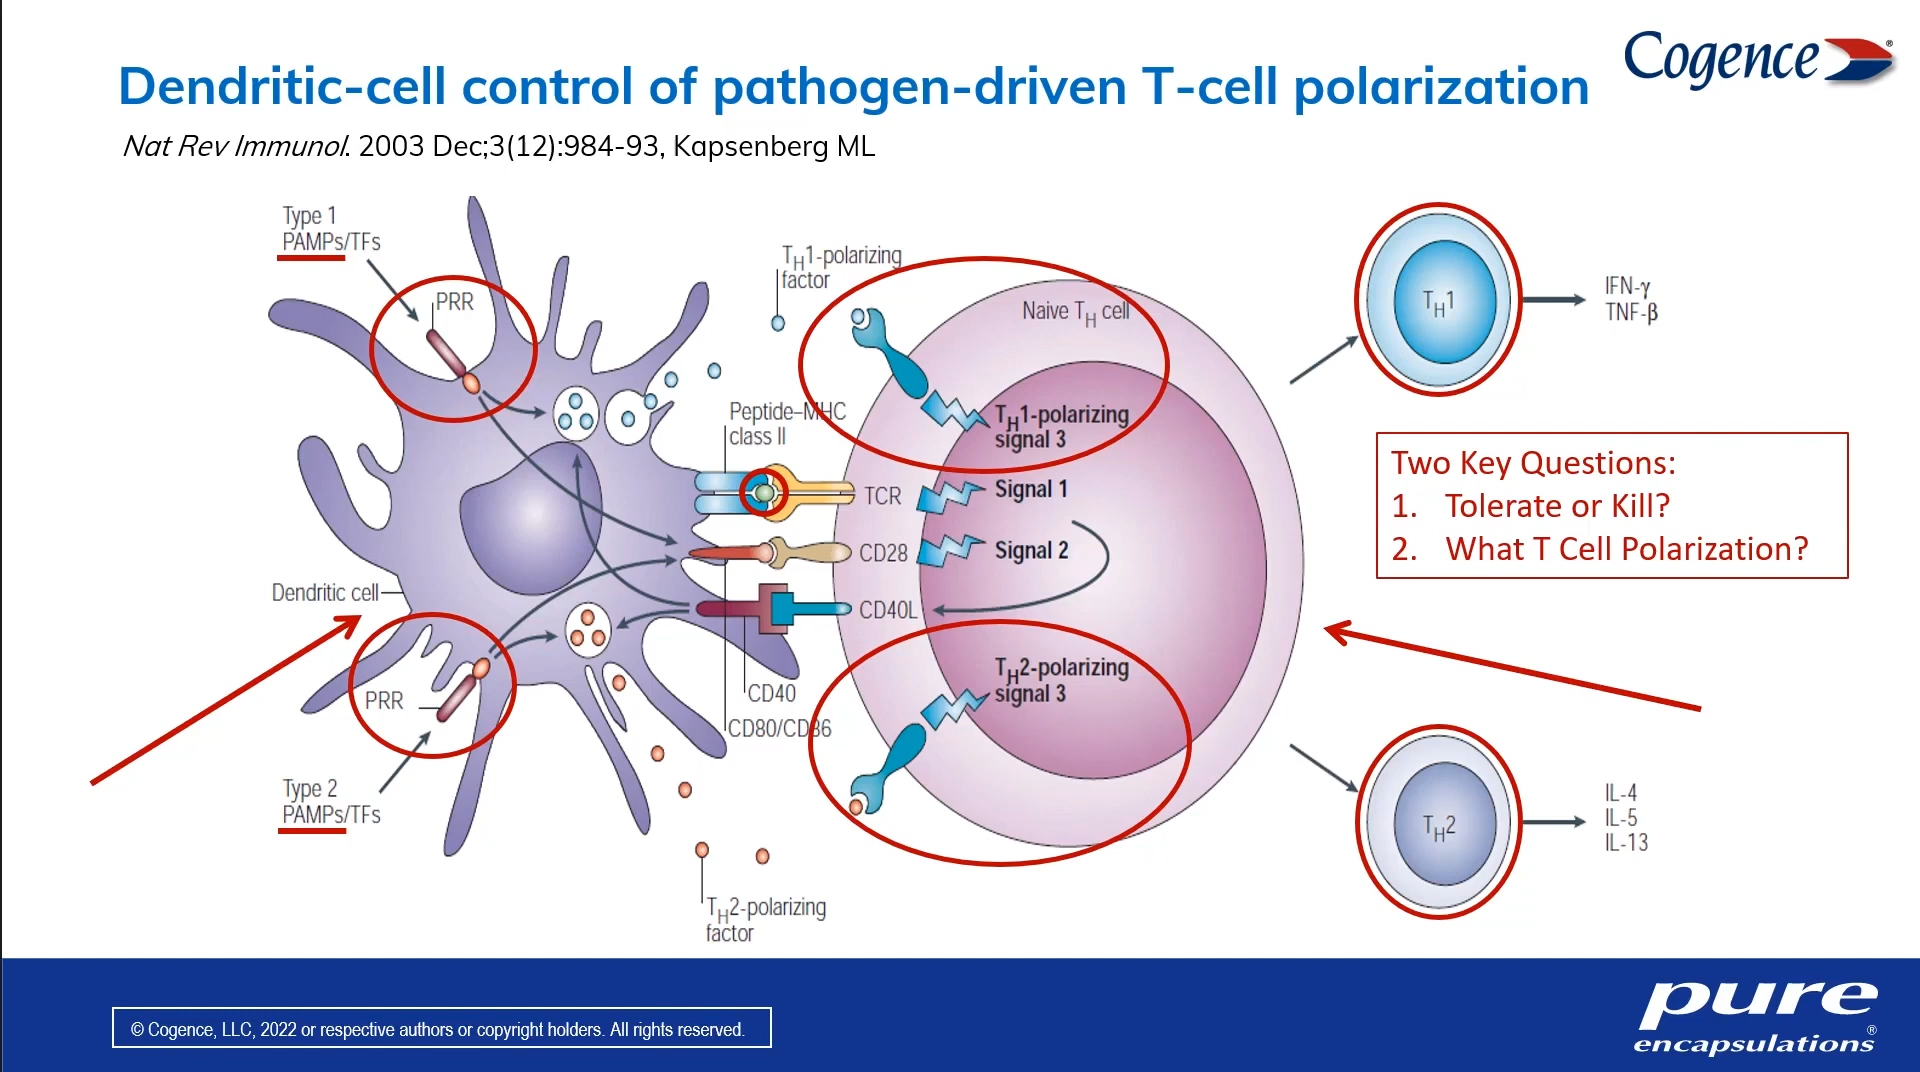 Dendritic-cell control of pathogen-driven T-cell polarization
Cogence®
Nat Rev Immunol. 2003 Dec;3(12):984-93, Kapsenberg ML
Type 1
PAMPs/TFs
PRR
TH1-polarizing
factor
Naive TH cell
TH1-polarizing
signal 3
Peptide–MHC
class II
TCR
Signal 1
CD28
Signal 2
CD40L
Dendritic cell
TH2-polarizing
signal 3
CD40
CD80/CD86
PRR
Type 2
PAMPs/TFs
TH2-polarizing
factor
TH1
IFN-γ
TNF-β
Two Key Questions:
1. Tolerate or Kill?
2. What T Cell Polarization?
TH2
IL-4
IL-5
IL-13
© Cogence, LLC, 2022 or respective authors or copyright holders. All rights reserved.
pure
encapsulations®